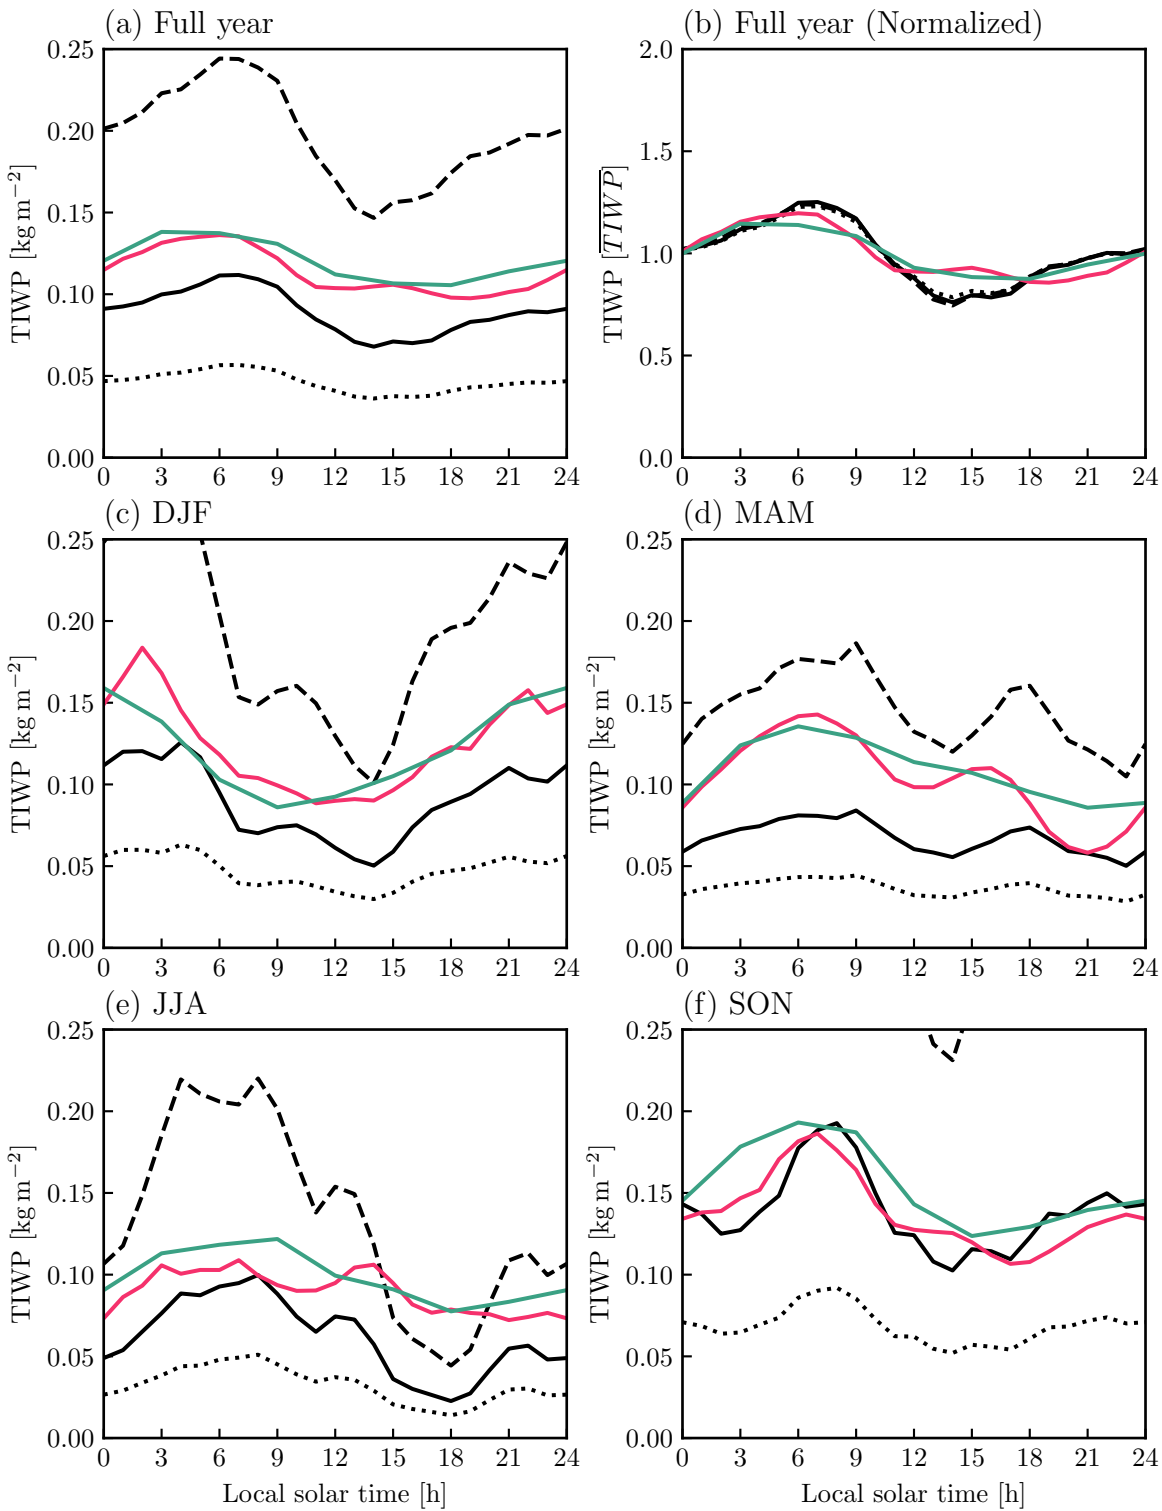 (a) Full year
(b) Full year (Normalized)
0.25
0.20
0.15
0.10
0.05
0.00
TIWP [kg m−2]
0 3 6 9 12 15 18 21 24
2.0
1.5
1.0
0.5
0.0
TIWP [TIWP]
0 3 6 9 12 15 18 21 24
(c) DJF
(d) MAM
0.25
0.20
0.15
0.10
0.05
0.00
TIWP [kg m−2]
0 3 6 9 12 15 18 21 24
0.25
0.20
0.15
0.10
0.05
0.00
TIWP [kg m−2]
0 3 6 9 12 15 18 21 24
(e) JJA
(f) SON
0.25
0.20
0.15
0.10
0.05
0.00
TIWP [kg m−2]
0 3 6 9 12 15 18 21 24
Local solar time [h]
0.25
0.20
0.15
0.10
0.05
0.00
TIWP [kg m−2]
0 3 6 9 12 15 18 21 24
Local solar time [h]